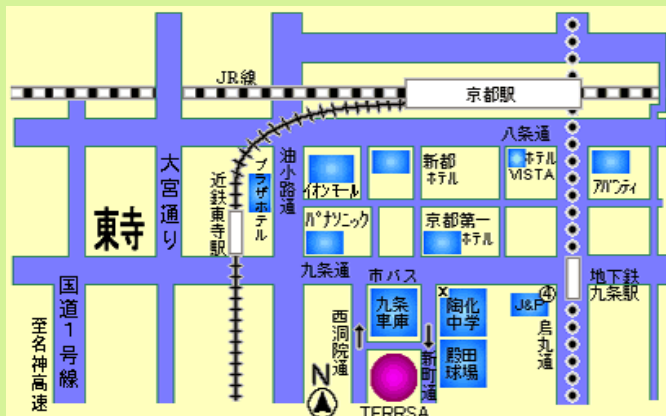 JR線
京都駅
八条通
大宮通り
油小路通
プラザホテル
イオンモール
新都
ホテル
ホテル
VISTA
アバンティ
近鉄東寺駅
東寺
パナソニック
京都第一
ホテル
九条通
市バス
地下鉄
九条駅
国道1号線
至名神高速
西洞院通
九条
車庫
X
陶化
中学
J&P
④
烏丸通
新町通
殿田
球場
N
TERRSA